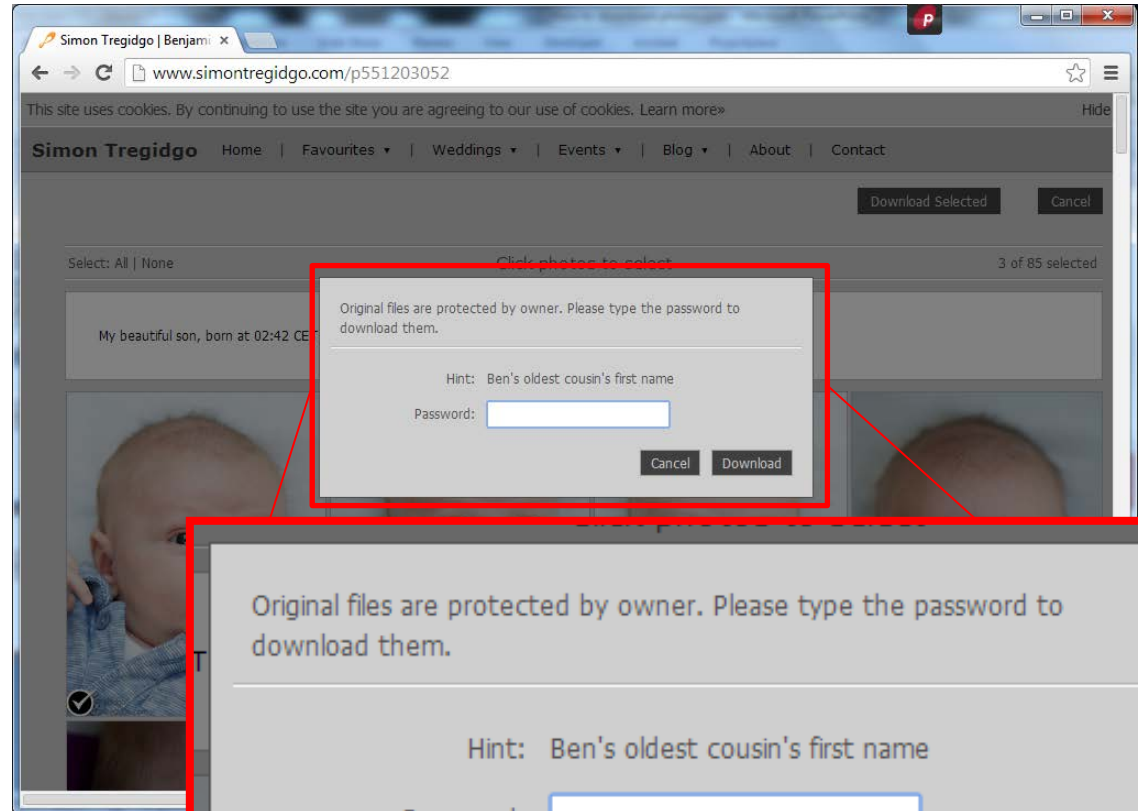 Simon Tregidgo | Benjami
www.simontregidgo.com/p551203052
This site uses cookies. By continuing to use the site you are agreeing to our use of cookies. Learn more»
Hide
Simon Tregidgo Home | Favourites ▾ | Weddings ▾ | Events ▾ | Blog ▾ | About | Contact
Download Selected Cancel
Select: All | None Click photos to select 3 of 85 selected
My beautiful son, born at 02:42 CET
Original files are protected by owner. Please type the password to
download them.
Hint: Ben's oldest cousin's first name
Password:
Cancel Download
Original files are protected by owner. Please type the password to
download them.
Hint: Ben's oldest cousin's first name